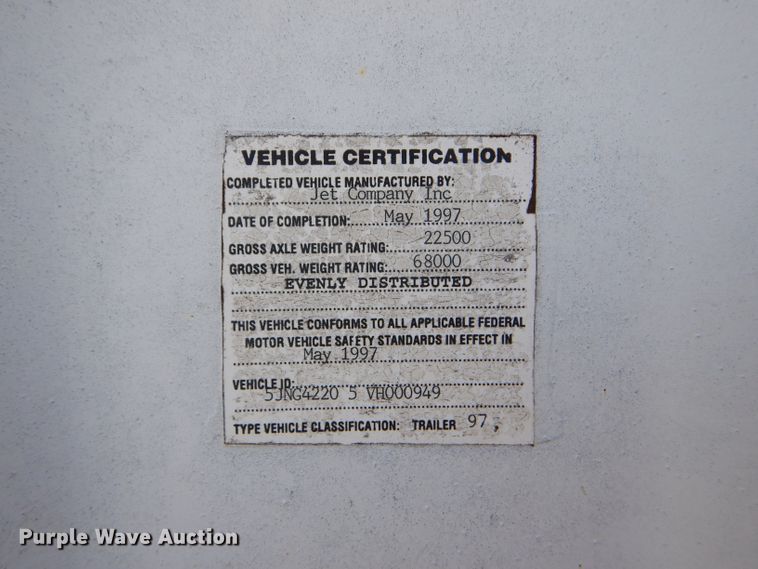 VEHICLE CERTIFICATION
COMPLETED VEHICLE MANUFACTURED BY:
Jet Company Inc
DATE OF COMPLETION: May 1997
GROSS AXLE WEIGHT RATING: 22500
GROSS VEH. WEIGHT RATING: 68000
EVENLY DISTRIBUTED
THIS VEHICLE CONFORMS TO ALL APPLICABLE FEDERAL
MOTOR VEHICLE SAFETY STANDARDS IN EFFECT IN
May 1997
VEHICLE ID:
5JNG4220 5 VH000949
TYPE VEHICLE CLASSIFICATION: TRAILER 97,
Purple Wave Auction